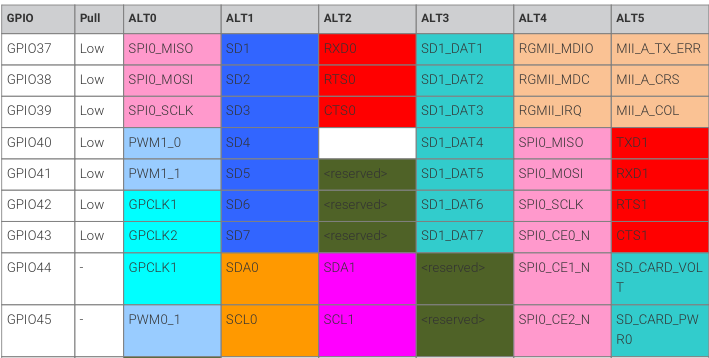 GPIO Pull ALT0 ALT1 ALT2 ALT3 ALT4 ALT5
GPIO37 Low SPI0_MISO SD1 RXD0 SD1_DAT1 RGMII_MDIO MII_A_TX_ERR
GPIO38 Low SPI0_MOSI SD2 RTS0 SD1_DAT2 RGMII_MDC MII_A_CRS
GPIO39 Low SPI0_SCLK SD3 CTS0 SD1_DAT3 RGMII_IRQ MII_A_COL
GPIO40 Low PWM1_0 SD4 SD1_DAT4 SPI0_MISO TXD1
GPIO41 Low PWM1_1 SD5 <reserved> SD1_DAT5 SPI0_MOSI RXD1
GPIO42 Low GPCLK1 SD6 <reserved> SD1_DAT6 SPI0_SCLK RTS1
GPIO43 Low GPCLK2 SD7 <reserved> SD1_DAT7 SPI0_CE0_N CTS1
GPIO44 - GPCLK1 SDA0 SDA1 <reserved> SPI0_CE1_N SD_CARD_VOL
T
GPIO45 - PWM0_1 SCL0 SCL1 <reserved> SPI0_CE2_N SD_CARD_PW
R0